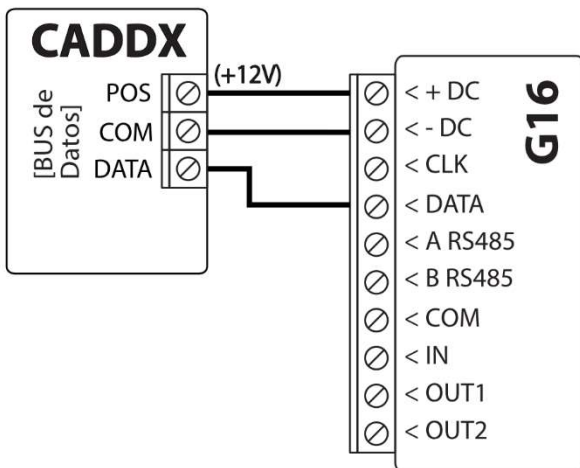 CADDX
[BUS de
Datos]
POS
COM
DATA
(+12V)
G16
< + DC
< - DC
< CLK
< DATA
< A RS485
< B RS485
< COM
< IN
< OUT1
< OUT2